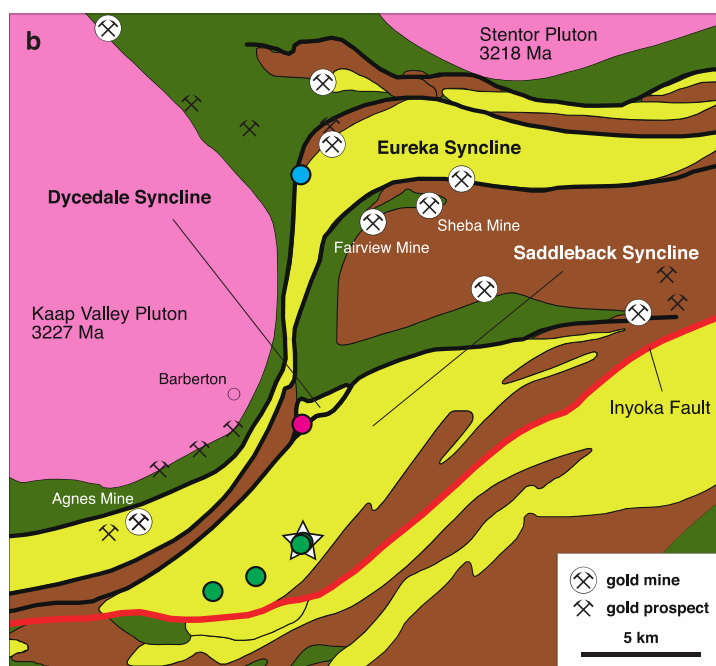 b
Stentor Pluton
3218 Ma
Eureka Syncline
Dycedale Syncline
Sheba Mine
Fairview Mine
Saddleback Syncline
Kaap Valley Pluton
3227 Ma
Barberton
Inyoka Fault
Agnes Mine
gold mine
gold prospect
5 km